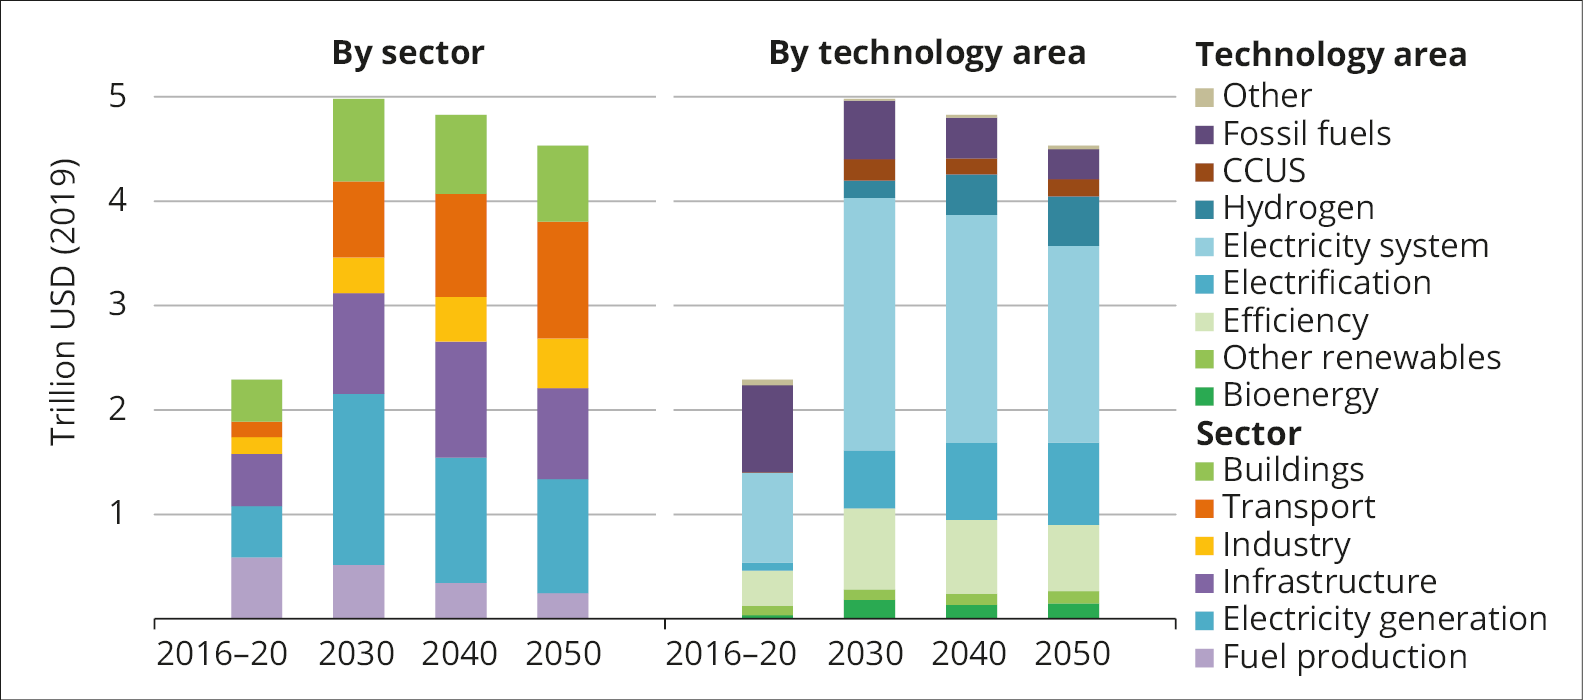 By sector
By technology area
Trillion USD (2019)
5
4
3
2
1
2016–20 2030 2040 2050
2016–20 2030 2040 2050
Technology area
Other
Fossil fuels
CCUS
Hydrogen
Electricity system
Electrification
Efficiency
Other renewables
Bioenergy
Sector
Buildings
Transport
Industry
Infrastructure
Electricity generation
Fuel production